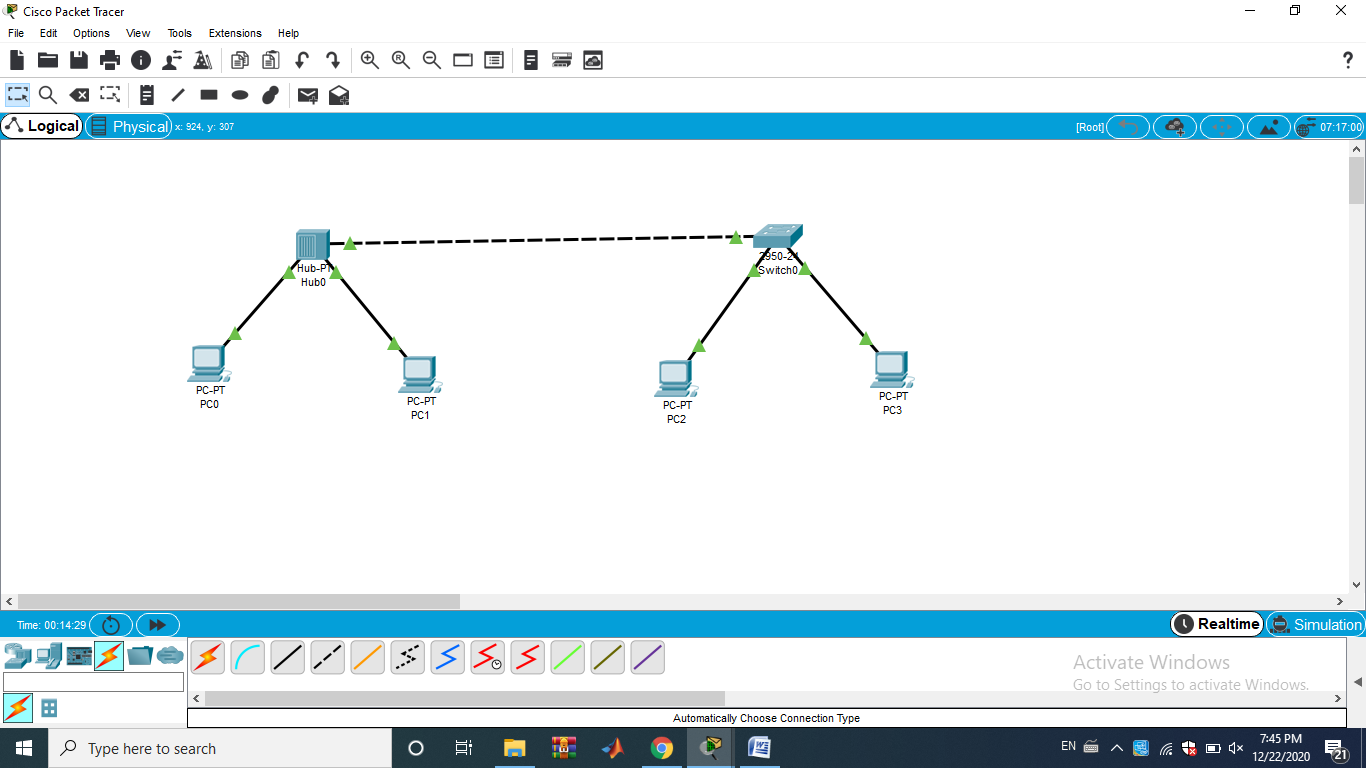 Cisco Packet Tracer
File Edit Options View Tools Extensions Help
Logical Physical x: 924, y: 307 [Root] 07:17:00
Hub-PT
Hub0
2950-24
Switch0
PC-PT
PC0
PC-PT
PC1
PC-PT
PC2
PC-PT
PC3
Time: 00:14:29 Realtime Simulation
Activate Windows
Go to Settings to activate Windows.
Automatically Choose Connection Type
Type here to search
EN
7:45 PM
12/22/2020
21